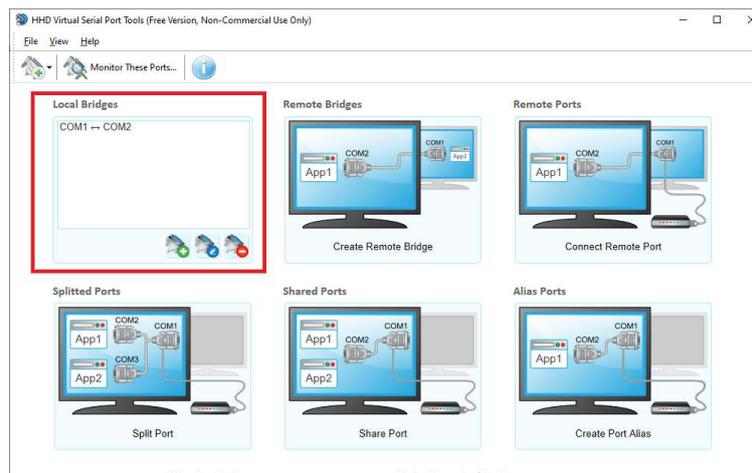 HHD Virtual Serial Port Tools (Free Version, Non-Commercial Use Only)
File View Help
Monitor These Ports...
Local Bridges
COM1 ↔ COM2
Remote Bridges
COM2
COM1
App1
App2
Create Remote Bridge
Remote Ports
COM2
COM1
App1
Connect Remote Port
Splitted Ports
COM2
COM1
App1
COM3
App2
Split Port
Shared Ports
App1
COM1
COM2
App2
Share Port
Alias Ports
COM1
COM2
App1
Create Port Alias